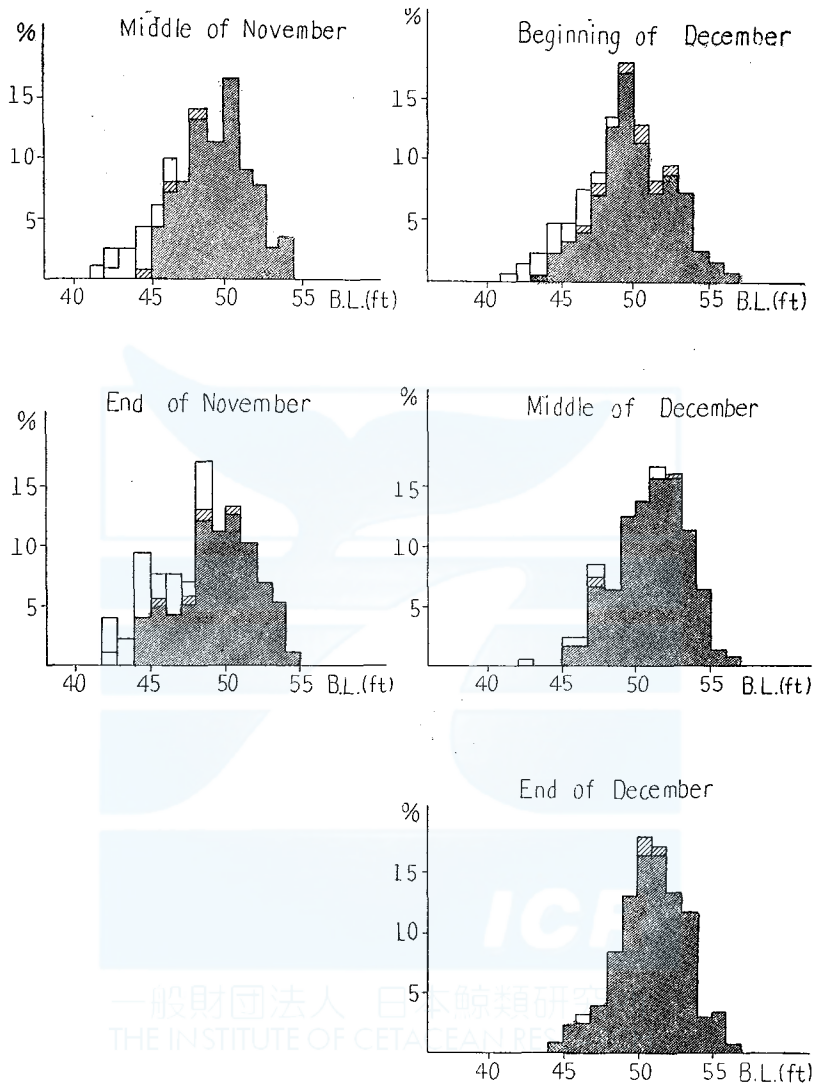 %
Middle of November
15
10
5
40 45 50 55 B.L.(ft)
%
Beginning of December
15
10
5
40 45 50 55 B.L.(ft)
%
End of November
15
10
5
40 45 50 55 B.L.(ft)
%
Middle of December
15
10
5
40 45 50 55 B.L.(ft)
%
End of December
15
10
5
40 45 50 55 B.L.(ft)
一般財団法人 日本鯨類研究
THE INSTITUTE OF CETACEAN RES